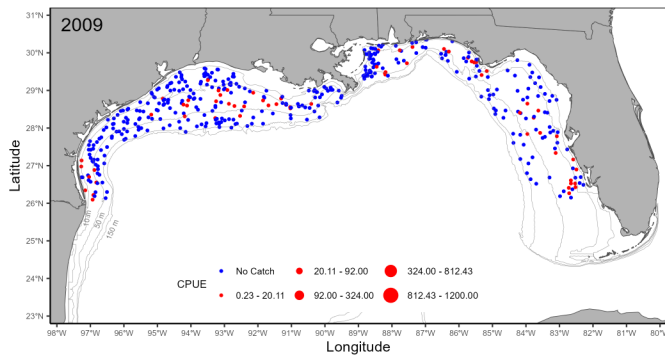 2009
31°N
30°N
29°N
28°N
27°N
26°N
25°N
24°N
23°N
Latitude
10 m
50 m
150 m
No Catch
20.11 - 92.00
324.00 - 812.43
CPUE
0.23 - 20.11
92.00 - 324.00
812.43 - 1200.00
98°W 97°W 96°W 95°W 94°W 93°W 92°W 91°W 90°W 89°W 88°W 87°W 86°W 85°W 84°W 83°W 82°W 81°W 80°W
Longitude